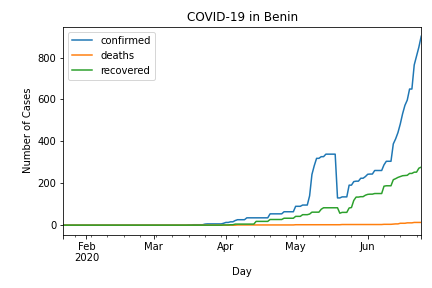 COVID-19 in Benin
confirmed
deaths
recovered
Number of Cases
800
600
400
200
0
Feb
2020
Mar
Apr
May
Jun
Day